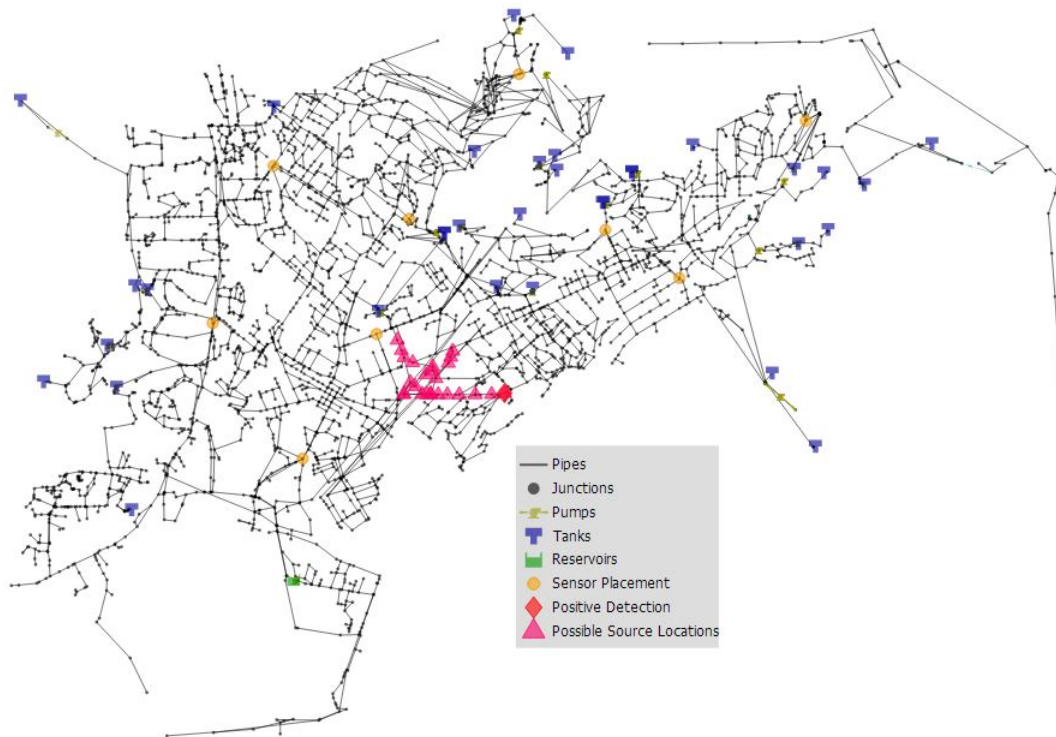 Pipes
Junctions
Pumps
Tanks
Reservoirs
Sensor Placement
Positive Detection
Possible Source Locations